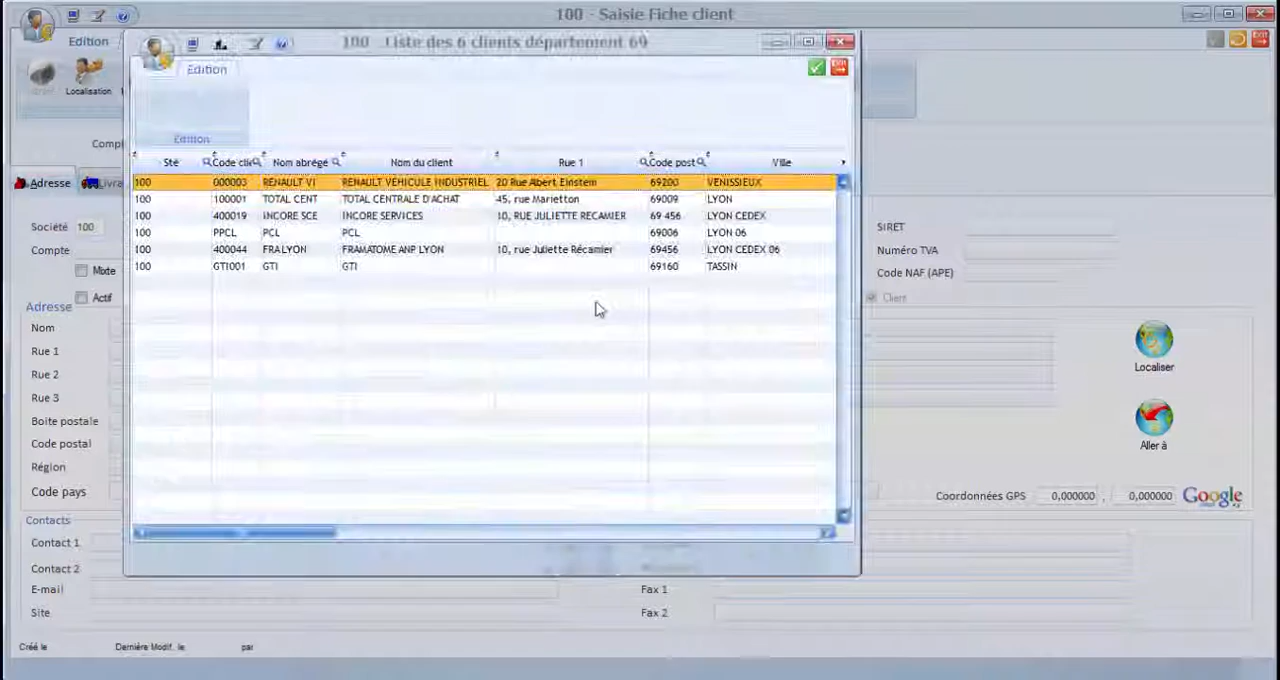 100 - Saisie Fiche client
Edition
100 Liste des 6 clients département 69
Edition
Localisation
Edition
Sté Code clie Nom abrégé Nom du client Rue 1 Code post Ville
100 000003 RENAULT VI RENAULT VEHICULE INDUSTRIEL 20 Rue Abert Einstein 69200 VENISSIEUX
100 100001 TOTAL CENT TOTAL CENTRALE D'ACHAT 45, rue Marietton 69009 LYON
100 400019 INCORE SCE INCORE SERVICES 10, RUE JULIETTE RECAMIER 69 456 LYON CEDEX
100 PPCL PCL PCL 69006 LYON 06
100 400044 FRALYON FRAMATOME ANP LYON 10, rue Juliette Récamier 69456 LYON CEDEX 06
100 GTI001 GTI GTI 69160 TASSIN
Compt
Adresse Livra
Société 100
Compte
Mixte
Actif
SIRET
Numéro TVA
Code NAF (APE)
Client
Adresse
Nom
Rue 1
Rue 2
Rue 3
Boite postale
Code postal
Région
Code pays
Localiser
Aller à
Coordonnées GPS 0,000000 , 0,000000 Google
Contacts
Contact 1
Contact 2
E-mail Fax 1
Site Fax 2
Créé le Dernière Modif. le par